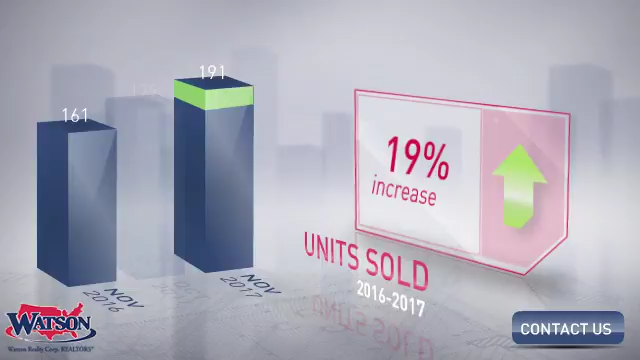 191
161
19%
increase
UNITS SOLD
2016-2017
NOV
2016
NOV
2017
WATSON
Watson Realty Corp. REALTORS
CONTACT US